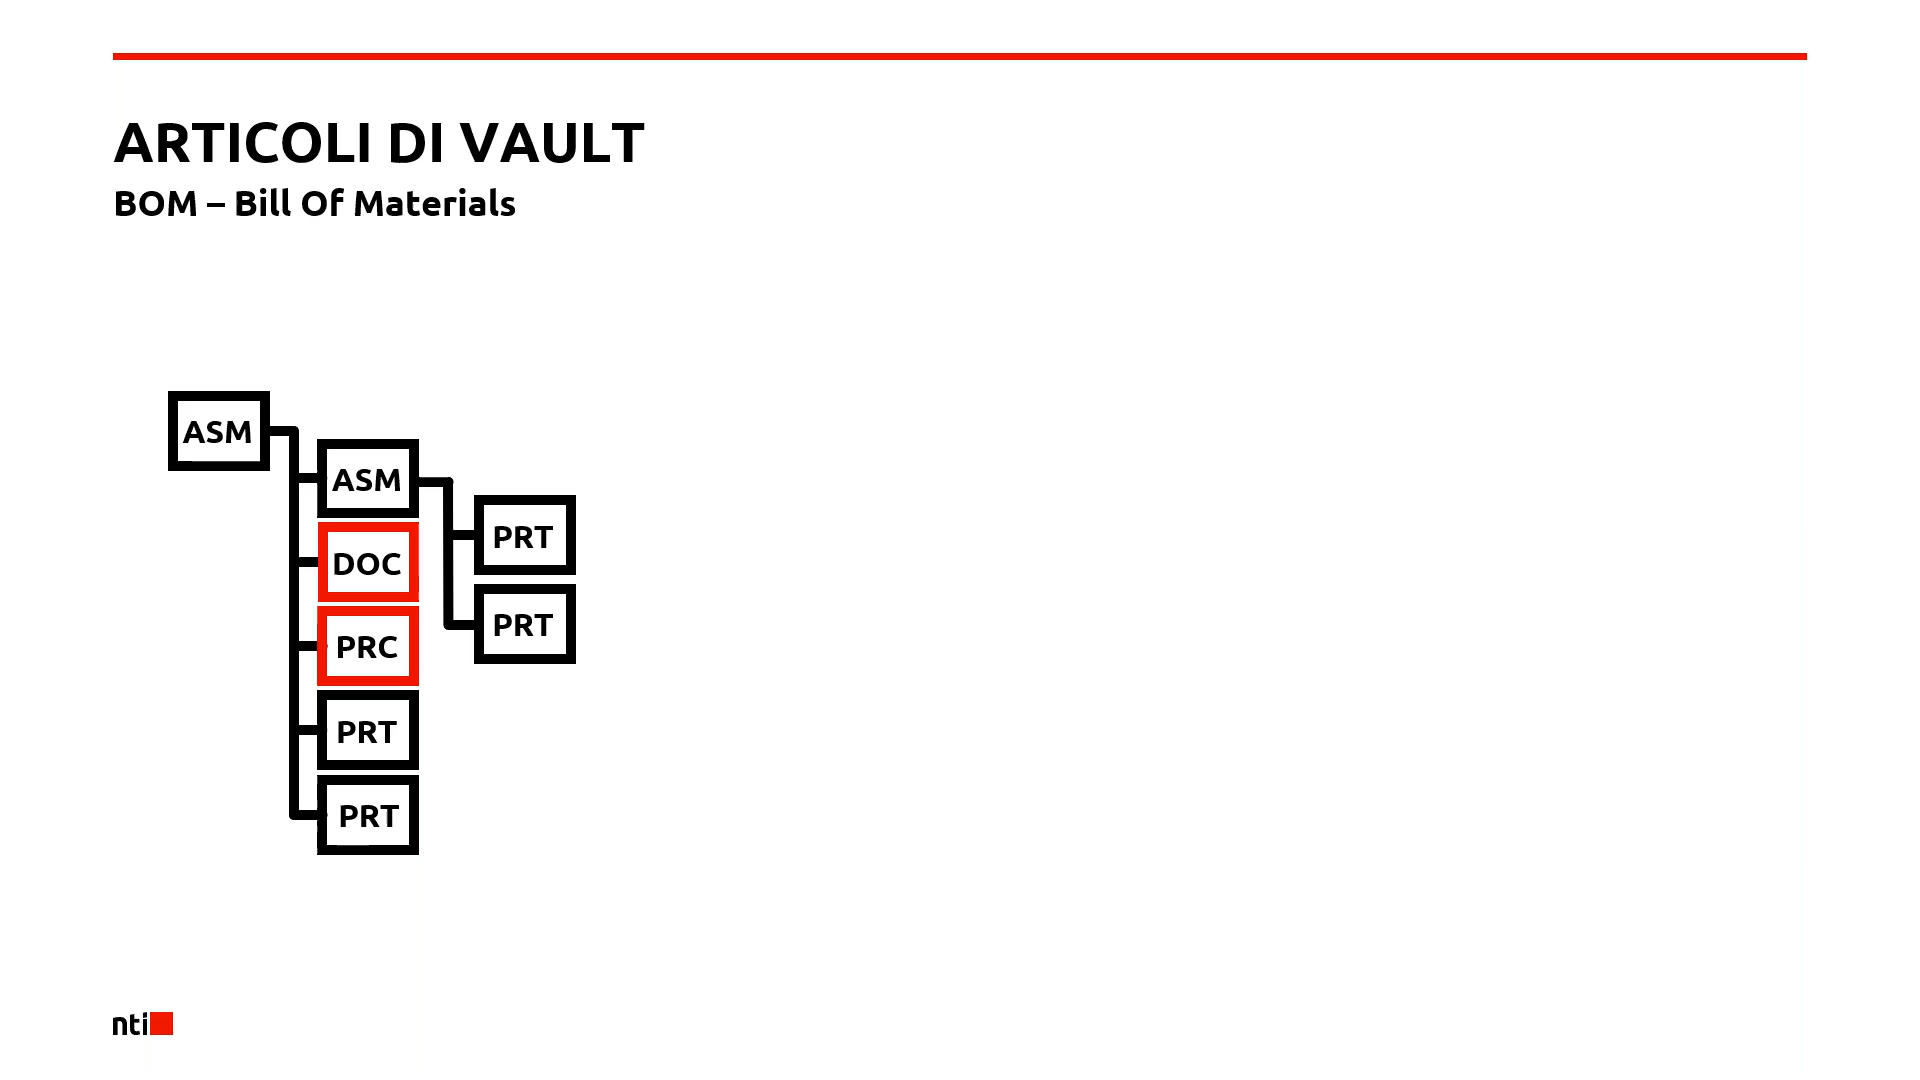 ARTICOLI DI VAULT
BOM – Bill Of Materials
ASM
ASM
PRT
DOC
PRT
PRC
PRT
PRT
nti